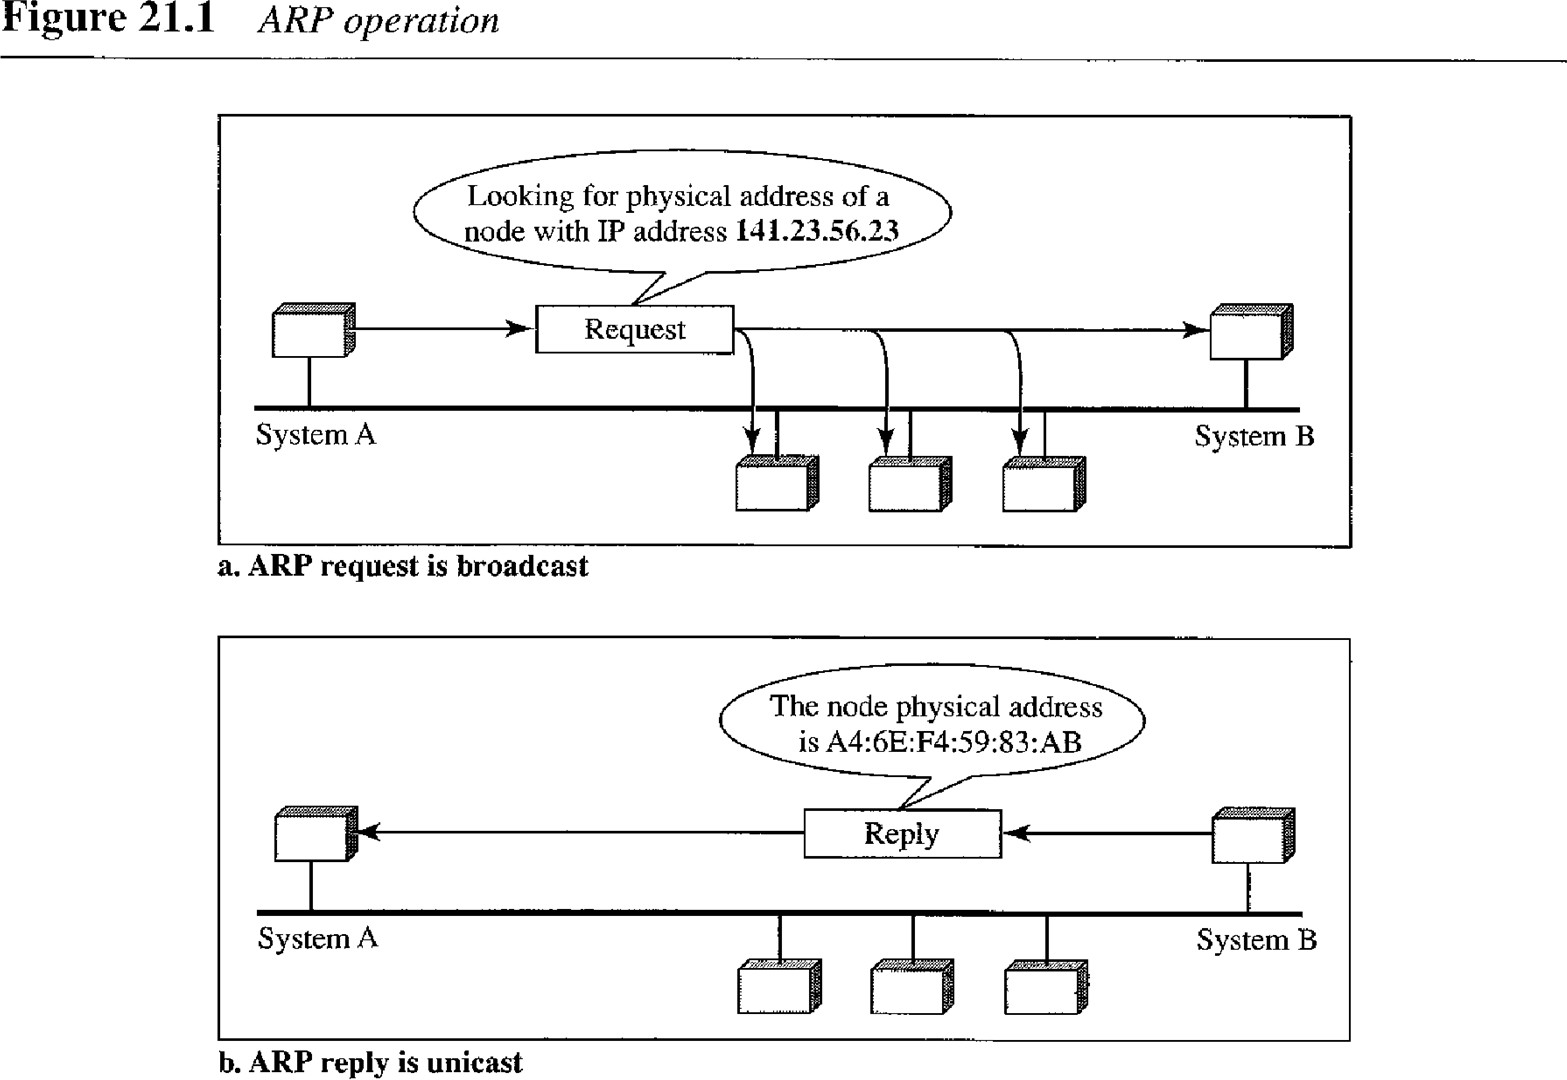 Figure 21.1 ARP operation
Looking for physical address of a
node with IP address 141.23.56.23
Request
System A
System B
a. ARP request is broadcast
The node physical address
is A4:6E:F4:59:83:AB
Reply
System A
System B
b. ARP reply is unicast